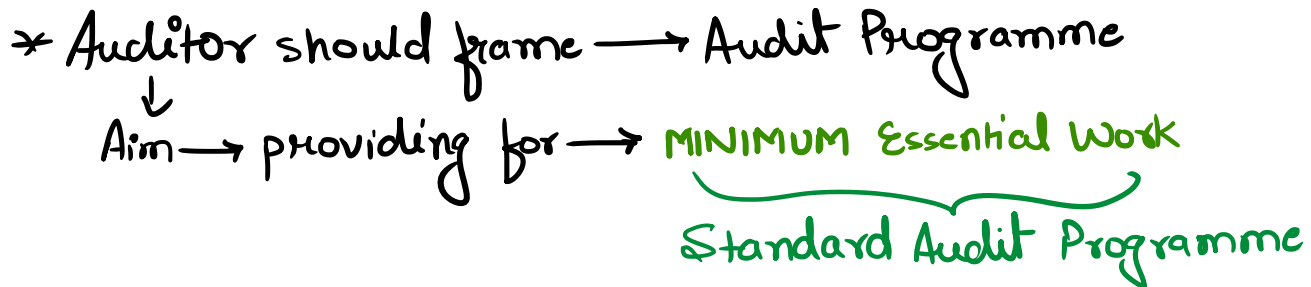 * Auditor should frame → Audit Programme
↓
Aim → providing for → MINIMUM Essential Work
Standard Audit Programme